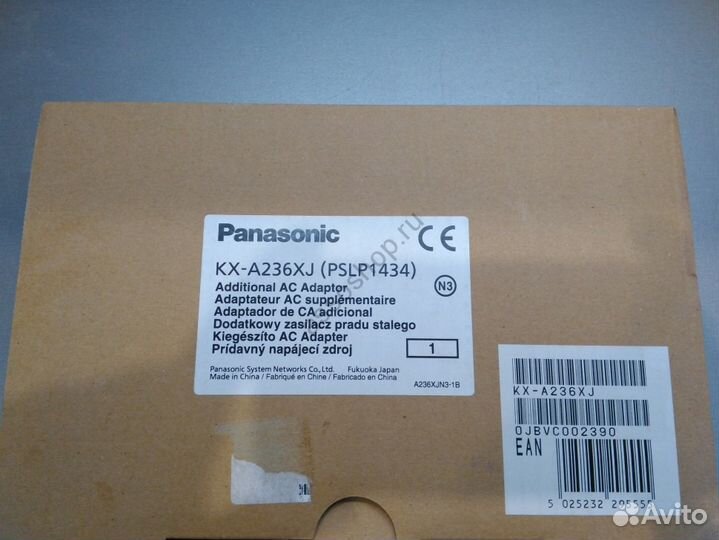 Panasonic
CE
KX-A236XJ (PSLP1434)
Additional AC Adaptor
Adaptateur AC supplémentaire
Adaptador de CA adicional
Dodatkowy zasilacz pradu stalego
Kiegészíto AC Adapter
Prídavný napájecí zdroj
N3
1
Panasonic System Networks Co.,Ltd. Fukuoka Japan
Made in China / Fabriqué en Chine / Fabricado en China
A236XJN3-1B
KX-A236XJ
0JBVC002390
EAN
5 025232
Avito